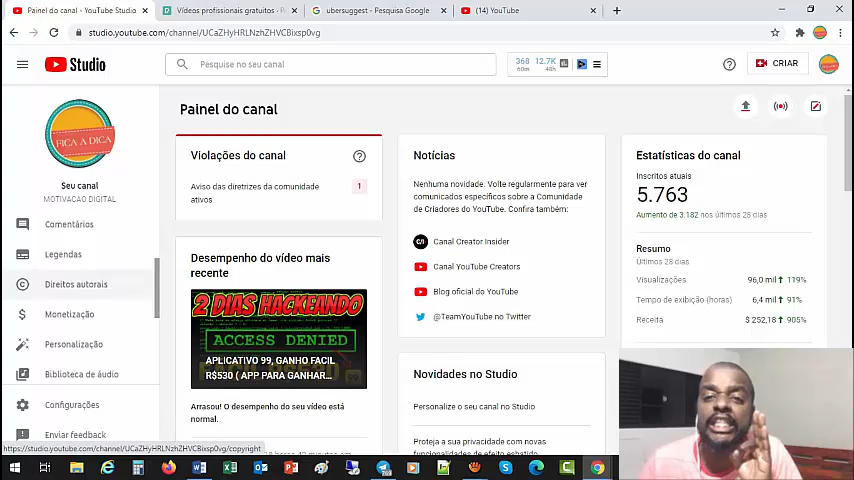 Painel do canal - YouTube Studio
Vídeos profissionais gratuitos - P
ubersuggest - Pesquisa Google
(14) YouTube
studio.youtube.com/channel/UCaZHyHRLNzhZHVCBixsp0vg
Studio
Pesquise no seu canal
368
60m
12.7K
48h
CRIAR
FICA A DICA
Seu canal
MOTIVACAO DIGITAL
Comentários
Legendas
Direitos autorais
Monetização
Personalização
Biblioteca de áudio
Configurações
Enviar feedback
https://studio.youtube.com/channel/UCaZHyHRLNzhZHVCBixsp0vg/copyright
Painel do canal
Violações do canal
Aviso das diretrizes da comunidade
ativos
1
Desempenho do vídeo mais
recente
2 DIAS HACKEANDO
ACCESS DENIED
APLICATIVO 99, GANHO FACIL
R$530 ( APP PARA GANHAR...
Arrasou! O desempenho do seu vídeo está
normal.
Notícias
Nenhuma novidade. Volte regularmente para ver
comunicados específicos sobre a Comunidade
de Criadores do YouTube. Confira também:
Canal Creator Insider
Canal YouTube Creators
Blog oficial do YouTube
@TeamYouTube no Twitter
Novidades no Studio
Personalize o seu canal no Studio
Proteja a sua privacidade com novas
funcionalidades de efeito esbatido
Estatísticas do canal
Inscritos atuais
5.763
Aumento de 3.182 nos últimos 28 dias
Resumo
Últimos 28 dias
Visualizações 96,0 mil 119%
Tempo de exibição (horas) 6,4 mil 91%
Receita $ 252,18 905%